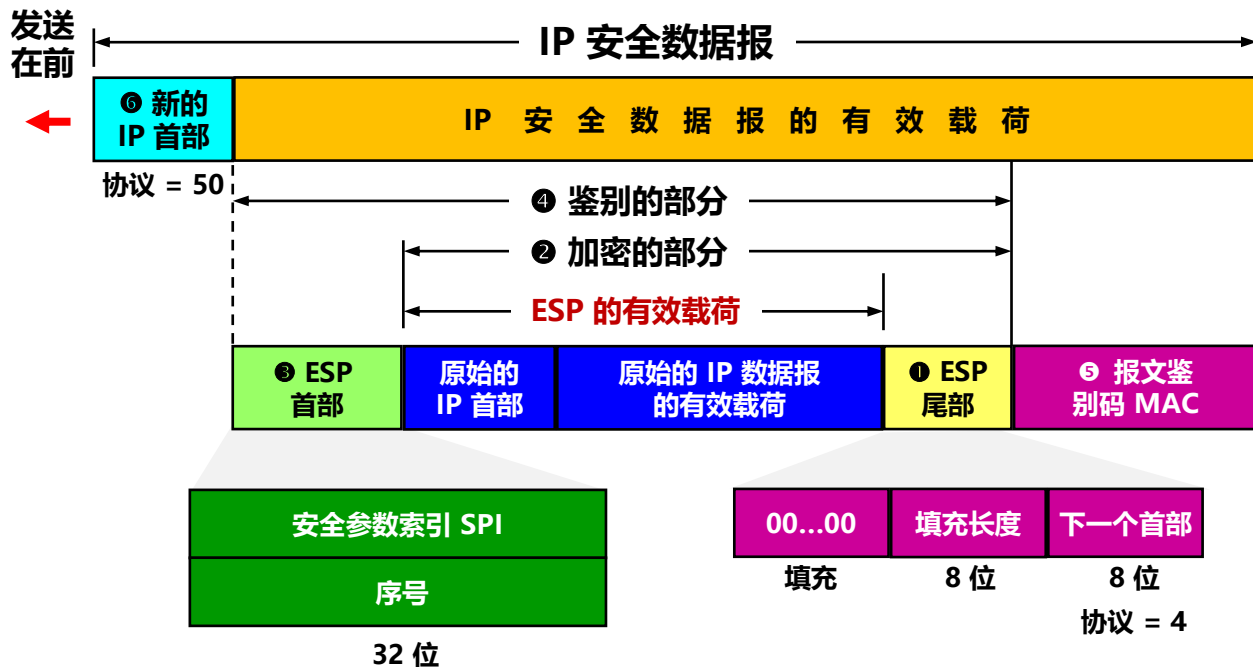 发送
在前
IP 安全数据报
❻ 新的
IP 首部
IP 安 全 数 据 报 的 有 效 载 荷
协议 = 50
❹ 鉴别的部分
❷ 加密的部分
ESP 的有效载荷
❸ ESP
首部
原始的
IP 首部
原始的 IP 数据报
的有效载荷
❶ ESP
尾部
❺ 报文鉴
别码 MAC
安全参数索引 SPI
序号
32 位
00…00
填充长度
下一个首部
填充
8 位
8 位
协议 = 4